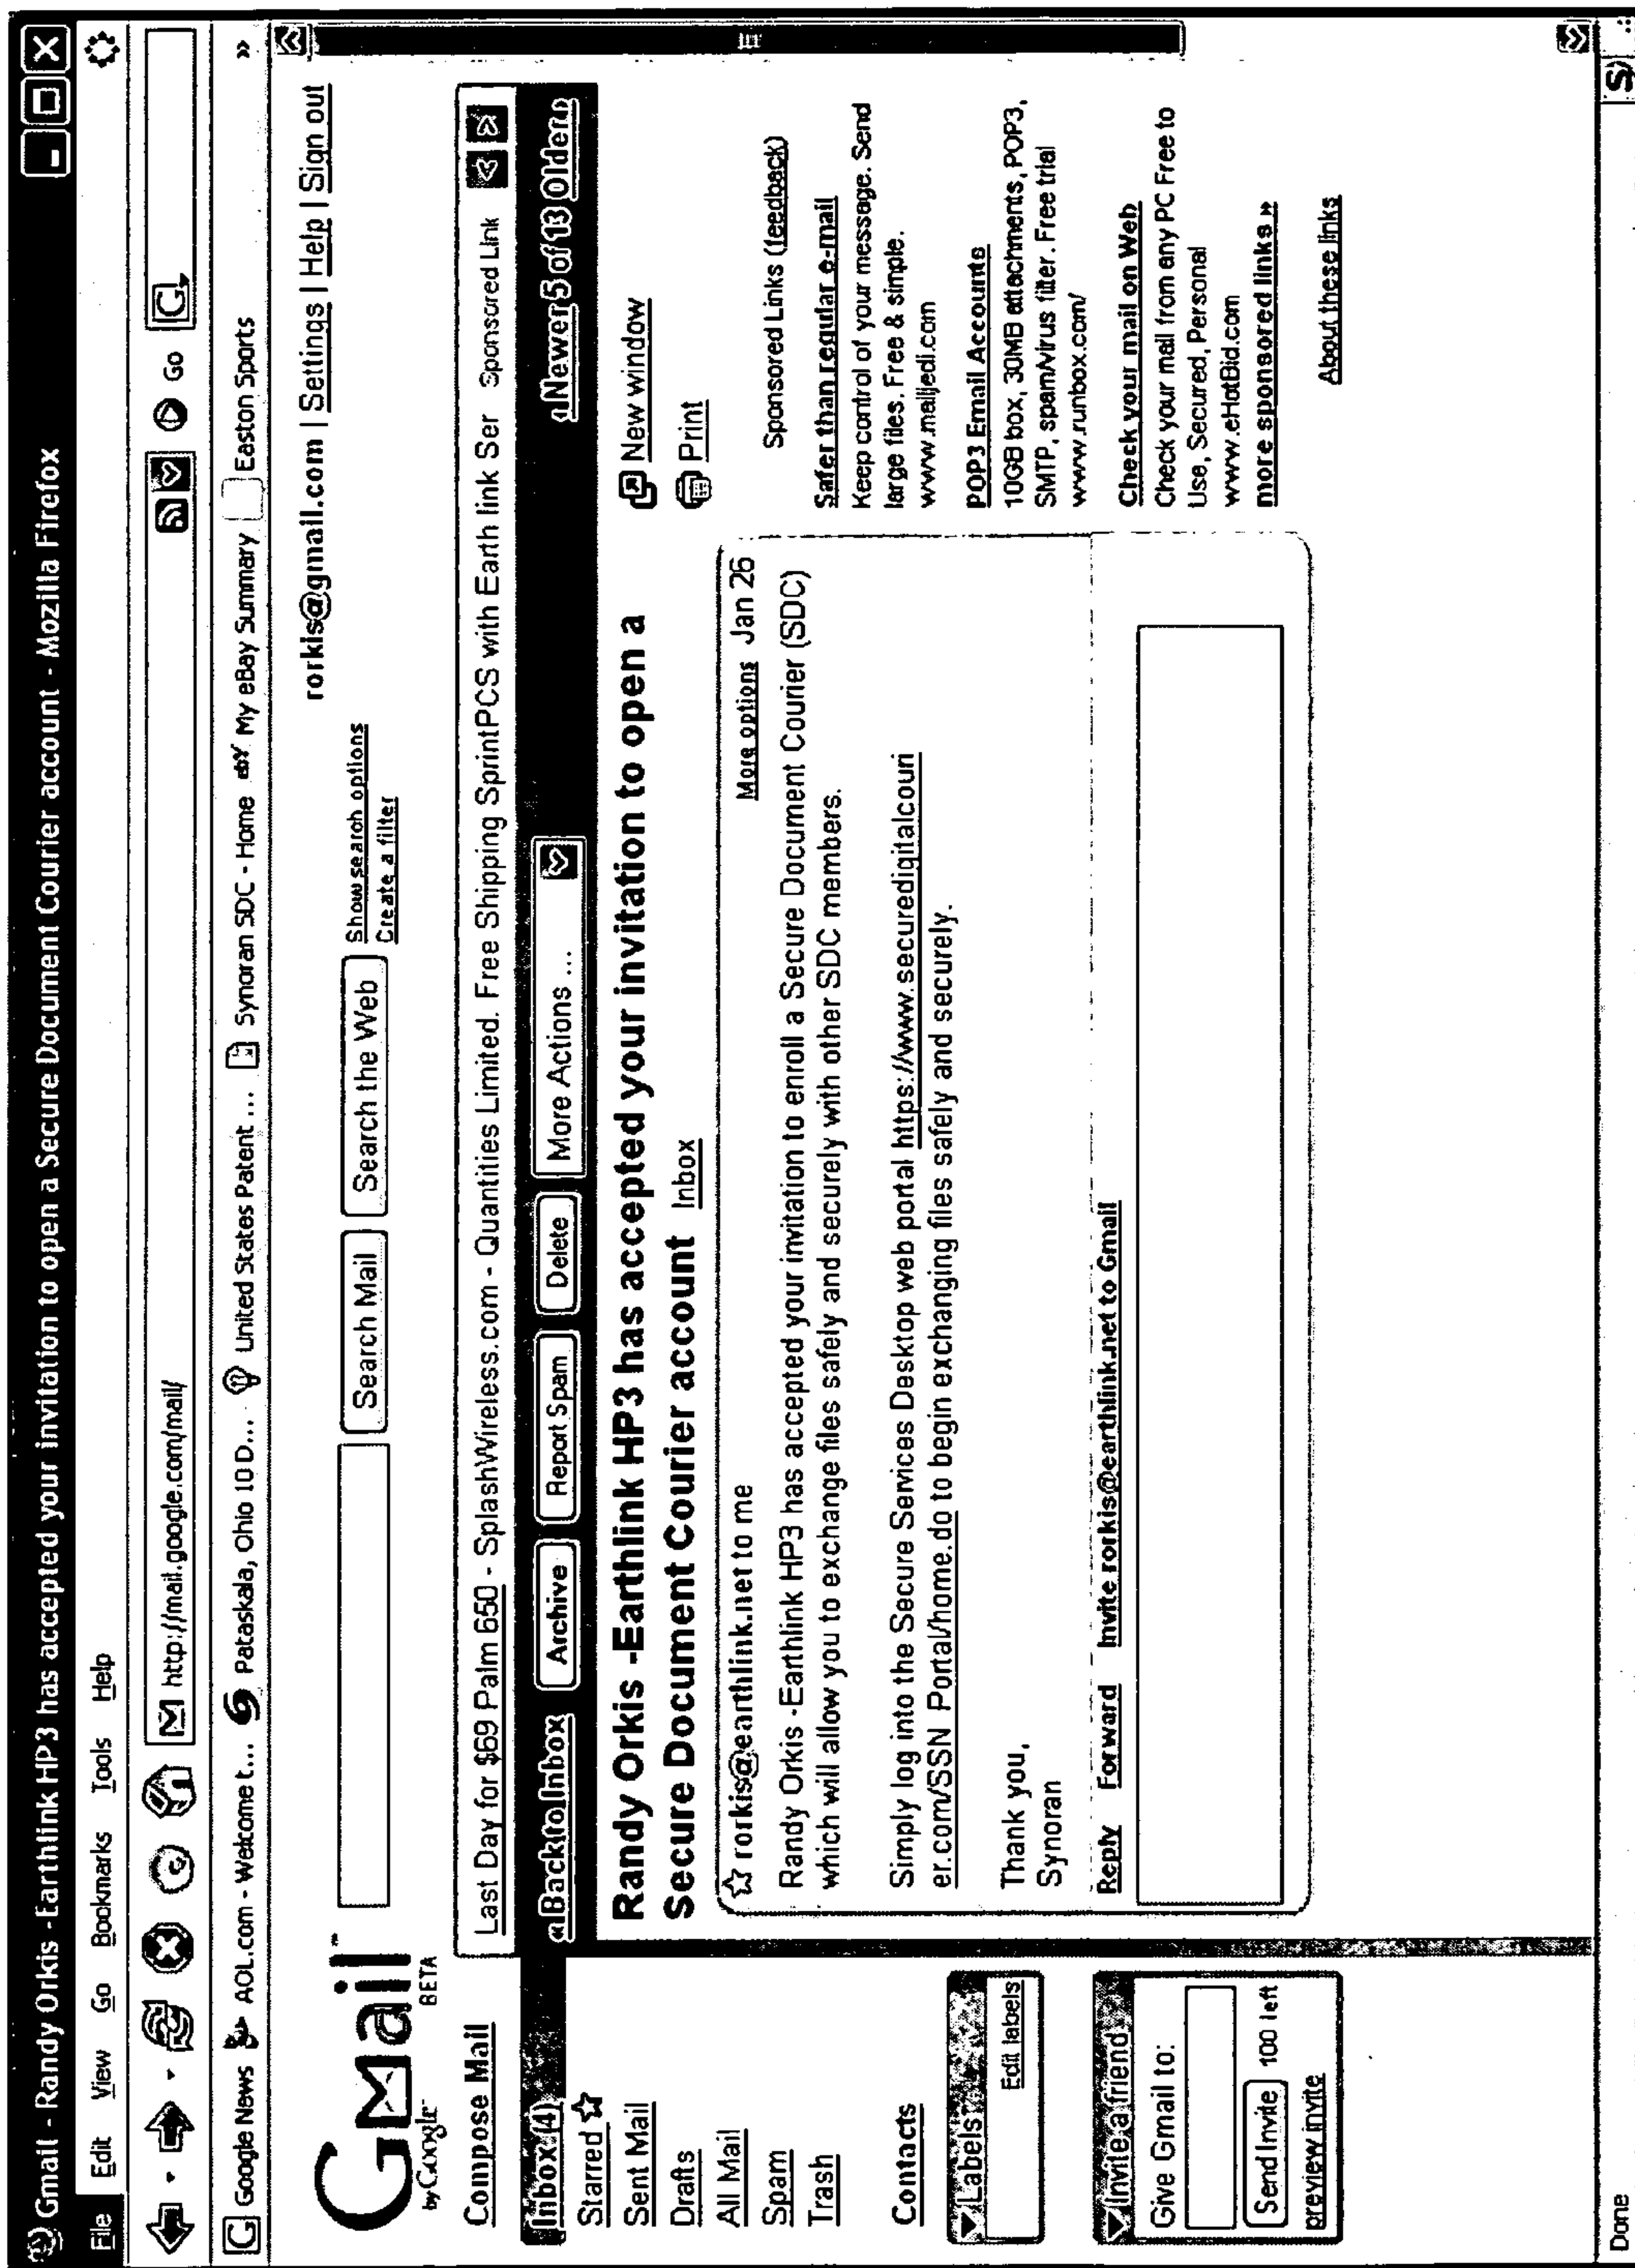 Gmail - Randy Orkis -Earthlink HP3 has accepted your invitation to open a Secure Document Courier account - Mozilla Firefox
File Edit View Go Bookmarks Tools Help
http://mail.google.com/mail/ Go
Google News AOL.com - Welcome t... Pataskala, Ohio 10 D... United States Patent ... Synoran SDC - Home My eBay Summary Easton Sports »
rorkis@gmail.com | Settings | Help | Sign out
Gmail
by Google
BETA
Search Mail Search the Web
Show search options
Create a filter
Compose Mail
Inbox (4)
Starred
Sent Mail
Drafts
All Mail
Spam
Trash
Contacts
Labels
Edit labels
Invite a friend
Give Gmail to:
Send Invite 100 left
preview invite
Last Day for $69 Palm 650 - SplashWireless.com - Quantities Limited. Free Shipping SprintPCS with Earth link Ser Sponsored Link < >
« Back to Inbox Archive Report Spam Delete More Actions ... ‹ Newer 5 of 13 Older ›
Randy Orkis -Earthlink HP3 has accepted your invitation to open a
Secure Document Courier account Inbox
rorkis@earthlink.net to me More options Jan 26
Randy Orkis -Earthlink HP3 has accepted your invitation to enroll a Secure Document Courier (SDC)
which will allow you to exchange files safely and securely with other SDC members.
Simply log into the Secure Services Desktop web portal https://www.securedigitalcouri
er.com/SSN Portal/home.do to begin exchanging files safely and securely.
Thank you,
Synoran
Reply Forward Invite rorkis@earthlink.net to Gmail
New window
Print
Sponsored Links (feedback)
Safer than regular e-mail
Keep control of your message. Send
large files. Free & simple.
www.mailjedi.com
POP3 Email Accounts
10GB box, 30MB attachments, POP3,
SMTP, spam/virus filter. Free trial
www.runbox.com/
Check your mail on Web
Check your mail from any PC Free to
Use, Secured, Personal
www.eHotBid.com
more sponsored links »
About these links
Done